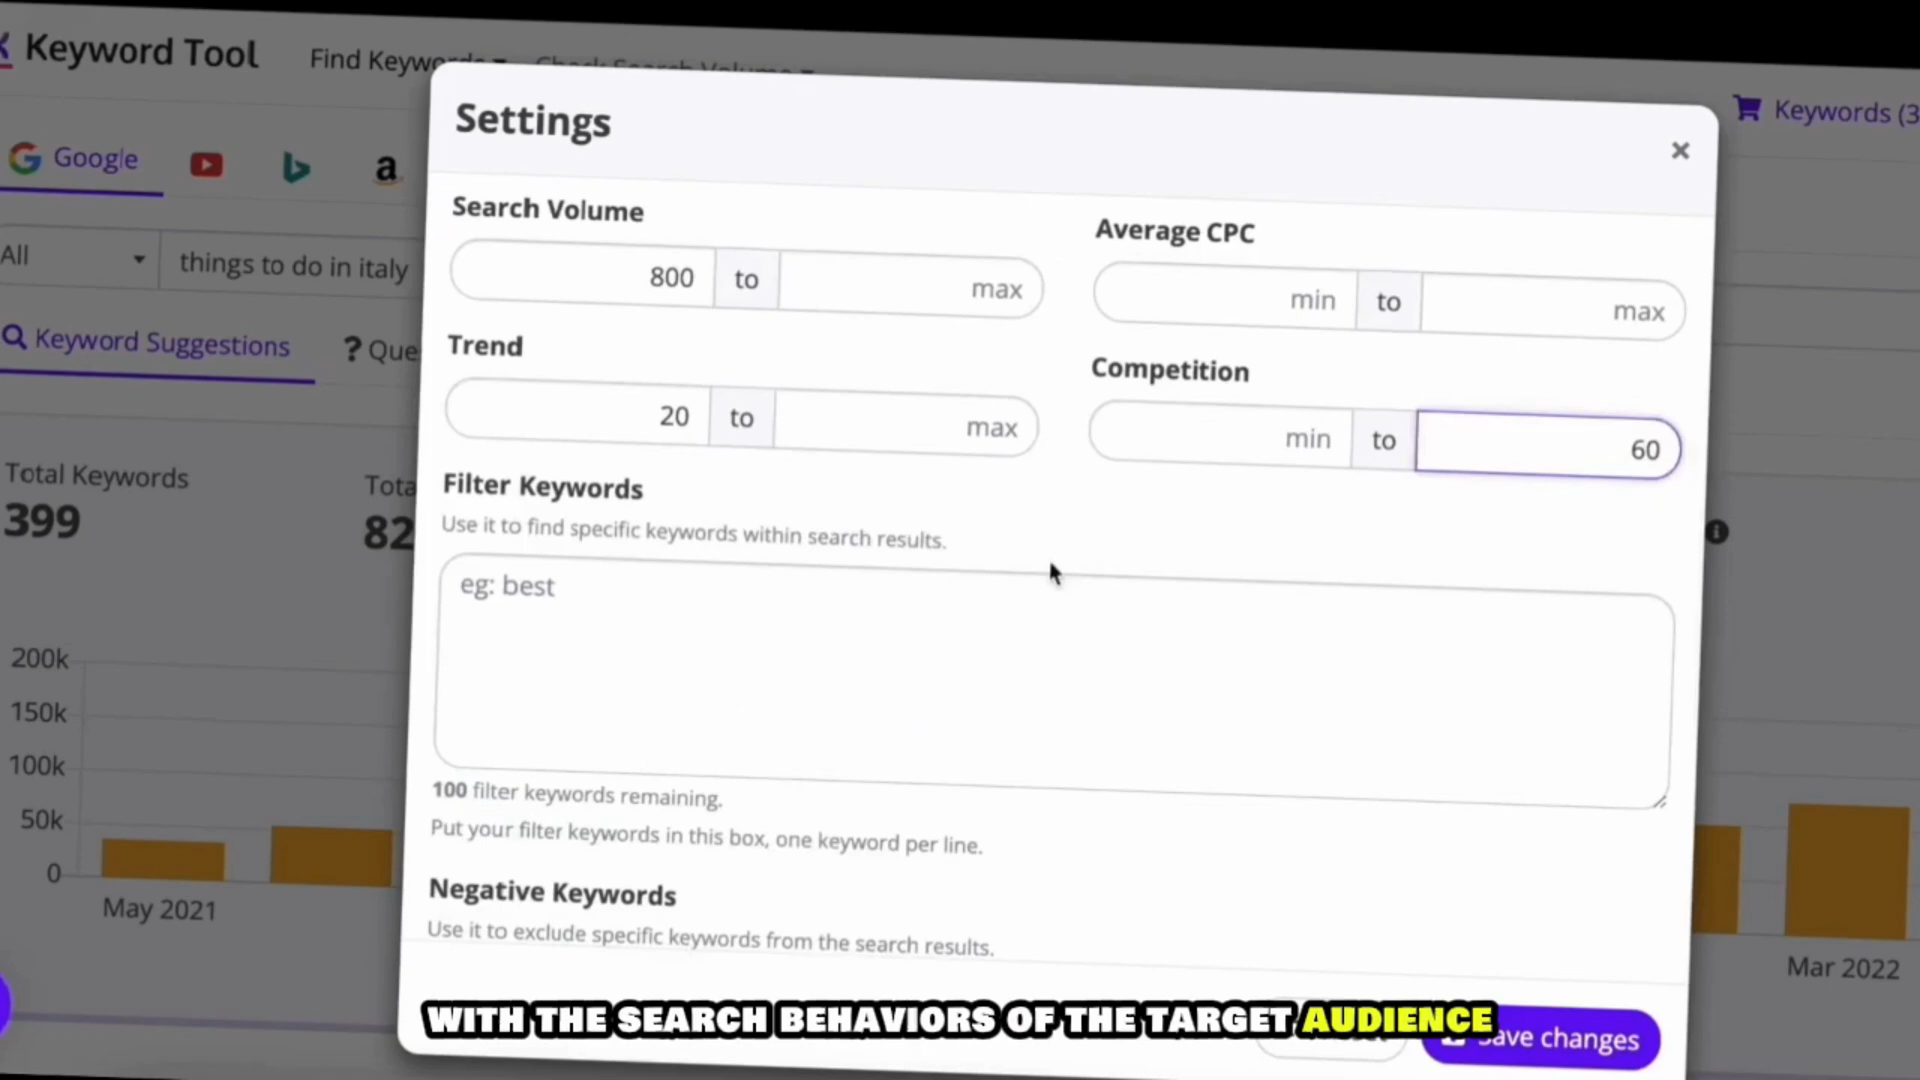 Keyword Tool
Find Keywords
Check Search Volume
Keywords (3
Google
a
All
things to do in italy
Keyword Suggestions
? Que
Total Keywords
399
Tota
82
200k
150k
100k
50k
0
May 2021
Mar 2022
Settings
×
Search Volume
800 to max
Average CPC
min to max
Trend
20 to max
Competition
min to 60
Filter Keywords
Use it to find specific keywords within search results.
eg: best
100 filter keywords remaining.
Put your filter keywords in this box, one keyword per line.
Negative Keywords
Use it to exclude specific keywords from the search results.
Save changes
WITH THE SEARCH BEHAVIORS OF THE TARGET AUDIENCE